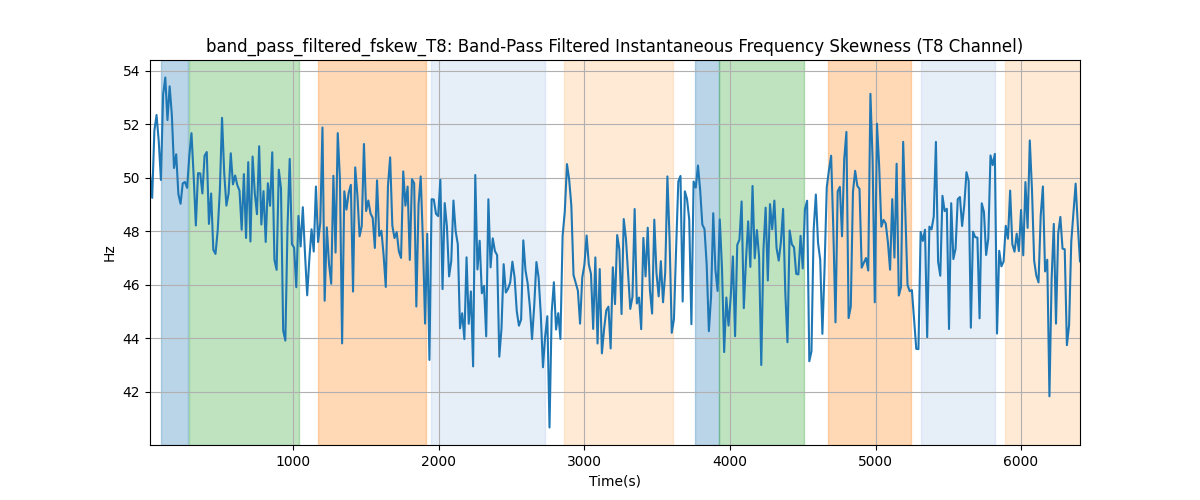 band_pass_filtered_fskew_T8: Band-Pass Filtered Instantaneous Frequency Skewness (T8 Channel)
54
52
50
48
46
44
42
Hz
1000 2000 3000 4000 5000 6000
Time(s)